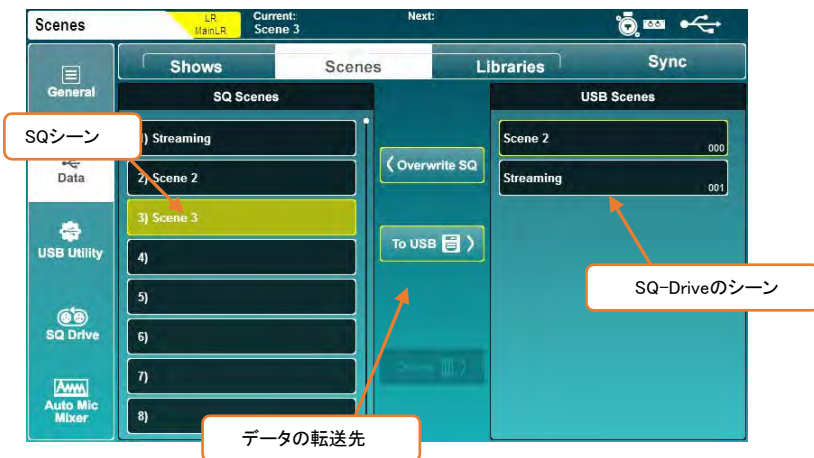 Scenes
LR
MainLR
Current:
Scene 3
Next:
General
Data
USB Utility
SQ Drive
Auto Mic
Mixer
Shows
Scenes
Libraries
Sync
SQ Scenes
) Streaming
2) Scene 2
3) Scene 3
4)
5)
6)
7)
8)
Overwrite SQ
To USB
USB Scenes
Scene 2
000
Streaming
001
SQシーン
データの転送先
SQ-Driveのシーン